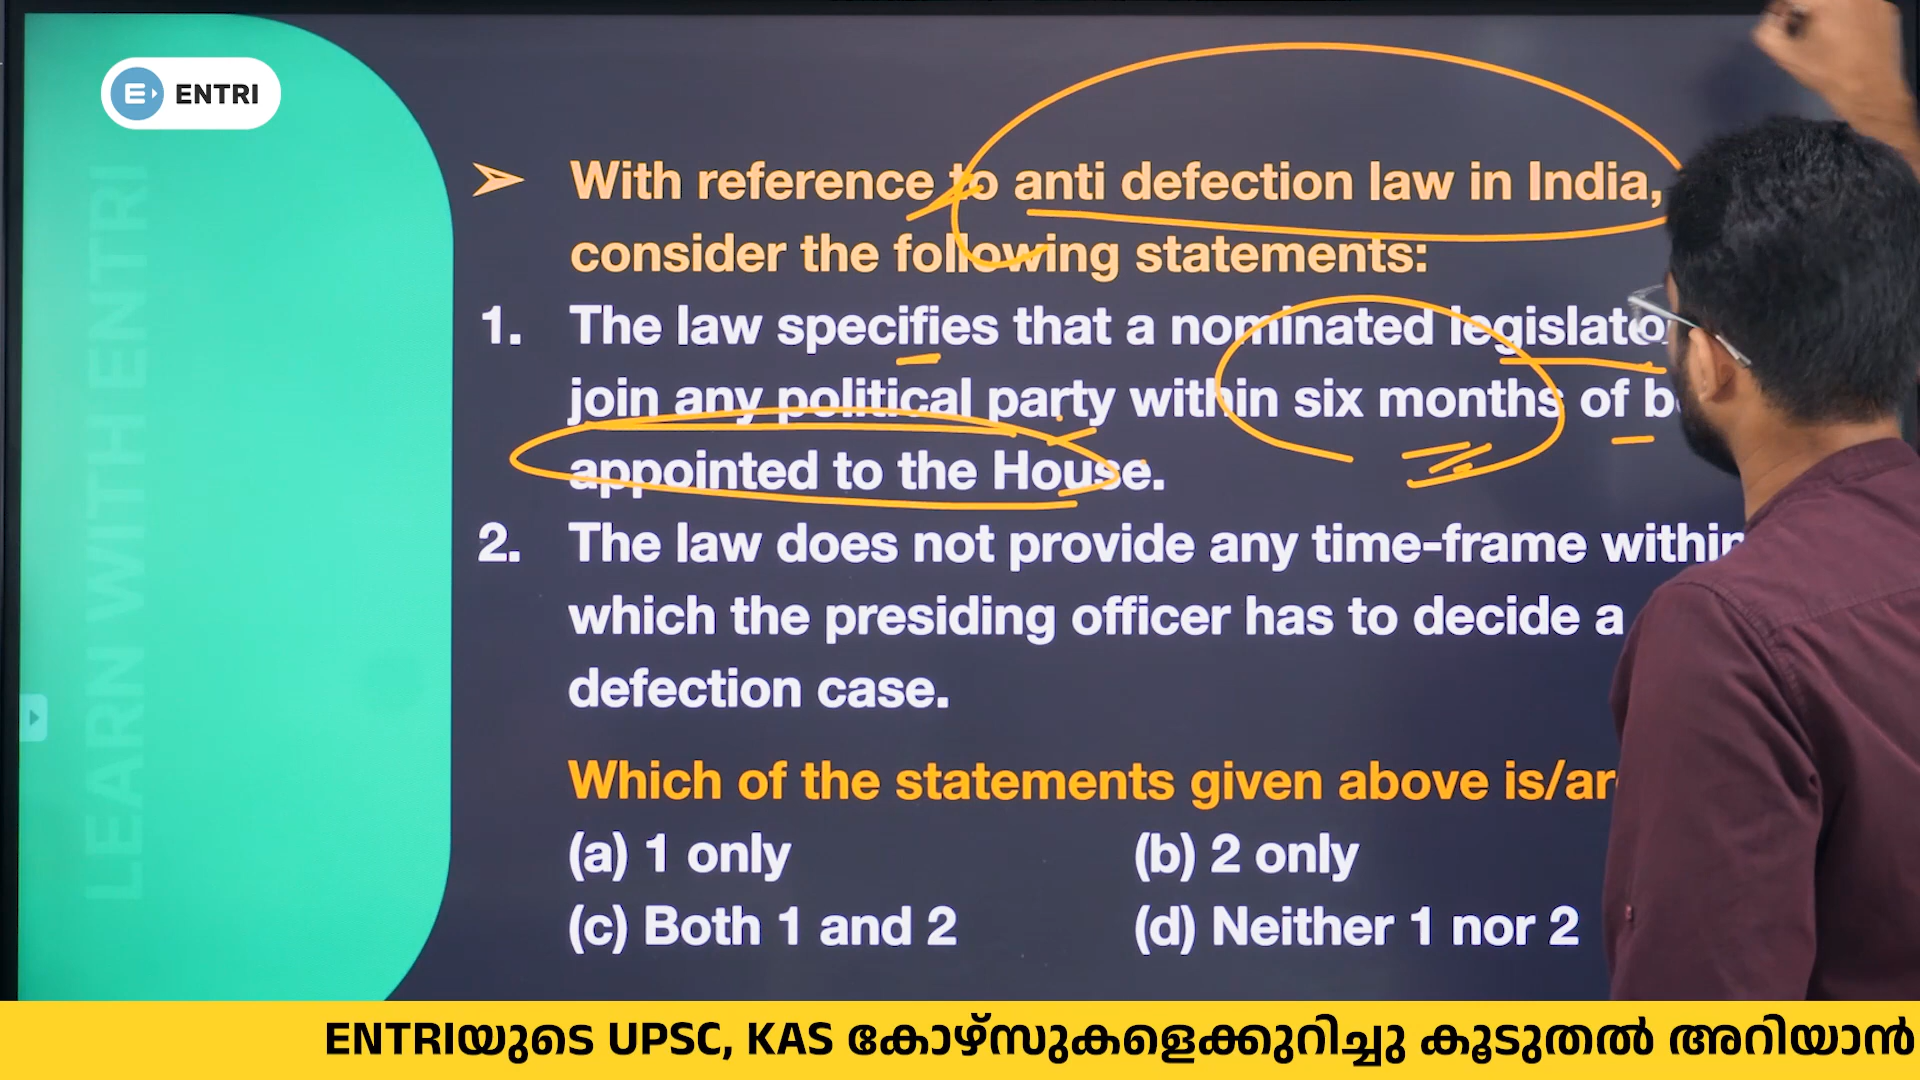 ENTRI
LEARN WITH ENTRI
With reference to anti defection law in India,
consider the following statements:
1. The law specifies that a nominated
join any political party within six months of
appointed to the House.
2. The law does not provide any time-frame within
which the presiding officer has to decide a
defection case.
Which of the statements given above
(a) 1 only (b) 2 only
(c) Both 1 and 2 (d) Neither 1 nor 2
ENTRIയുടെ UPSC, KAS കോഴ്സുകളെക്കുറിച്ചു കൂടുതൽ അറിയാൻ